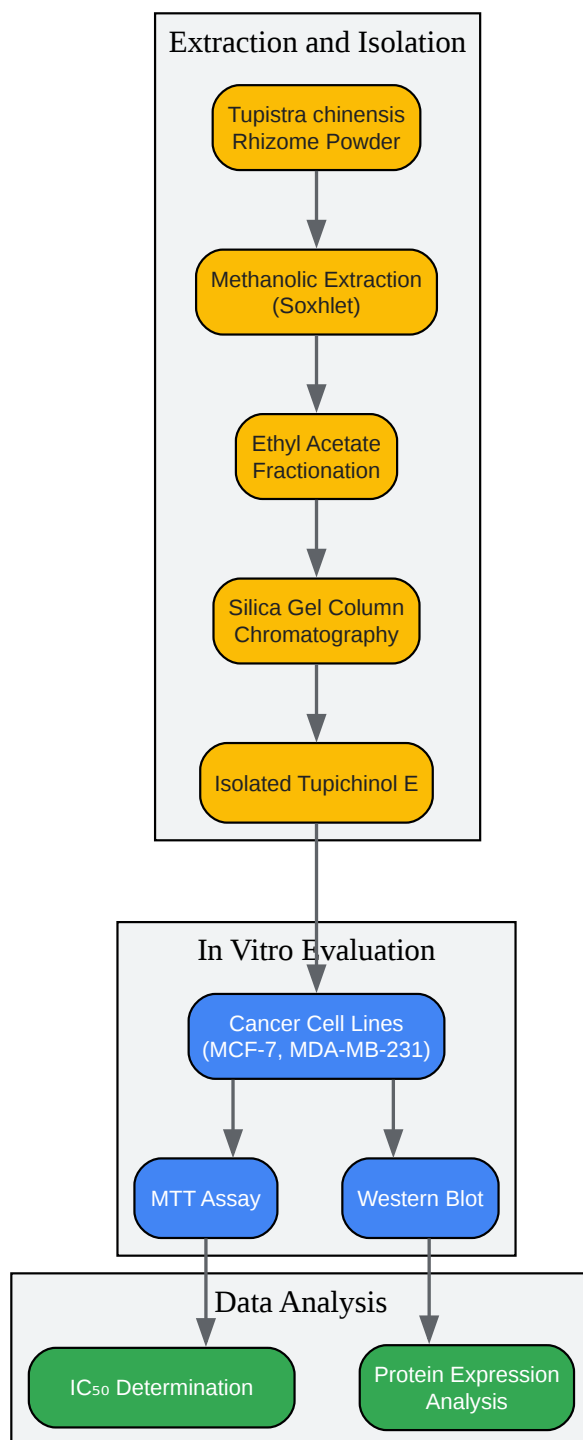 Extraction and Isolation
Tupistra chinensis
Rhizome Powder
Methanolic Extraction
(Soxhlet)
Ethyl Acetate
Fractionation
Silica Gel Column
Chromatography
Isolated Tupichinol E
In Vitro Evaluation
Cancer Cell Lines
(MCF-7, MDA-MB-231)
MTT Assay
Western Blot
Data Analysis
IC₅₀ Determination
Protein Expression
Analysis